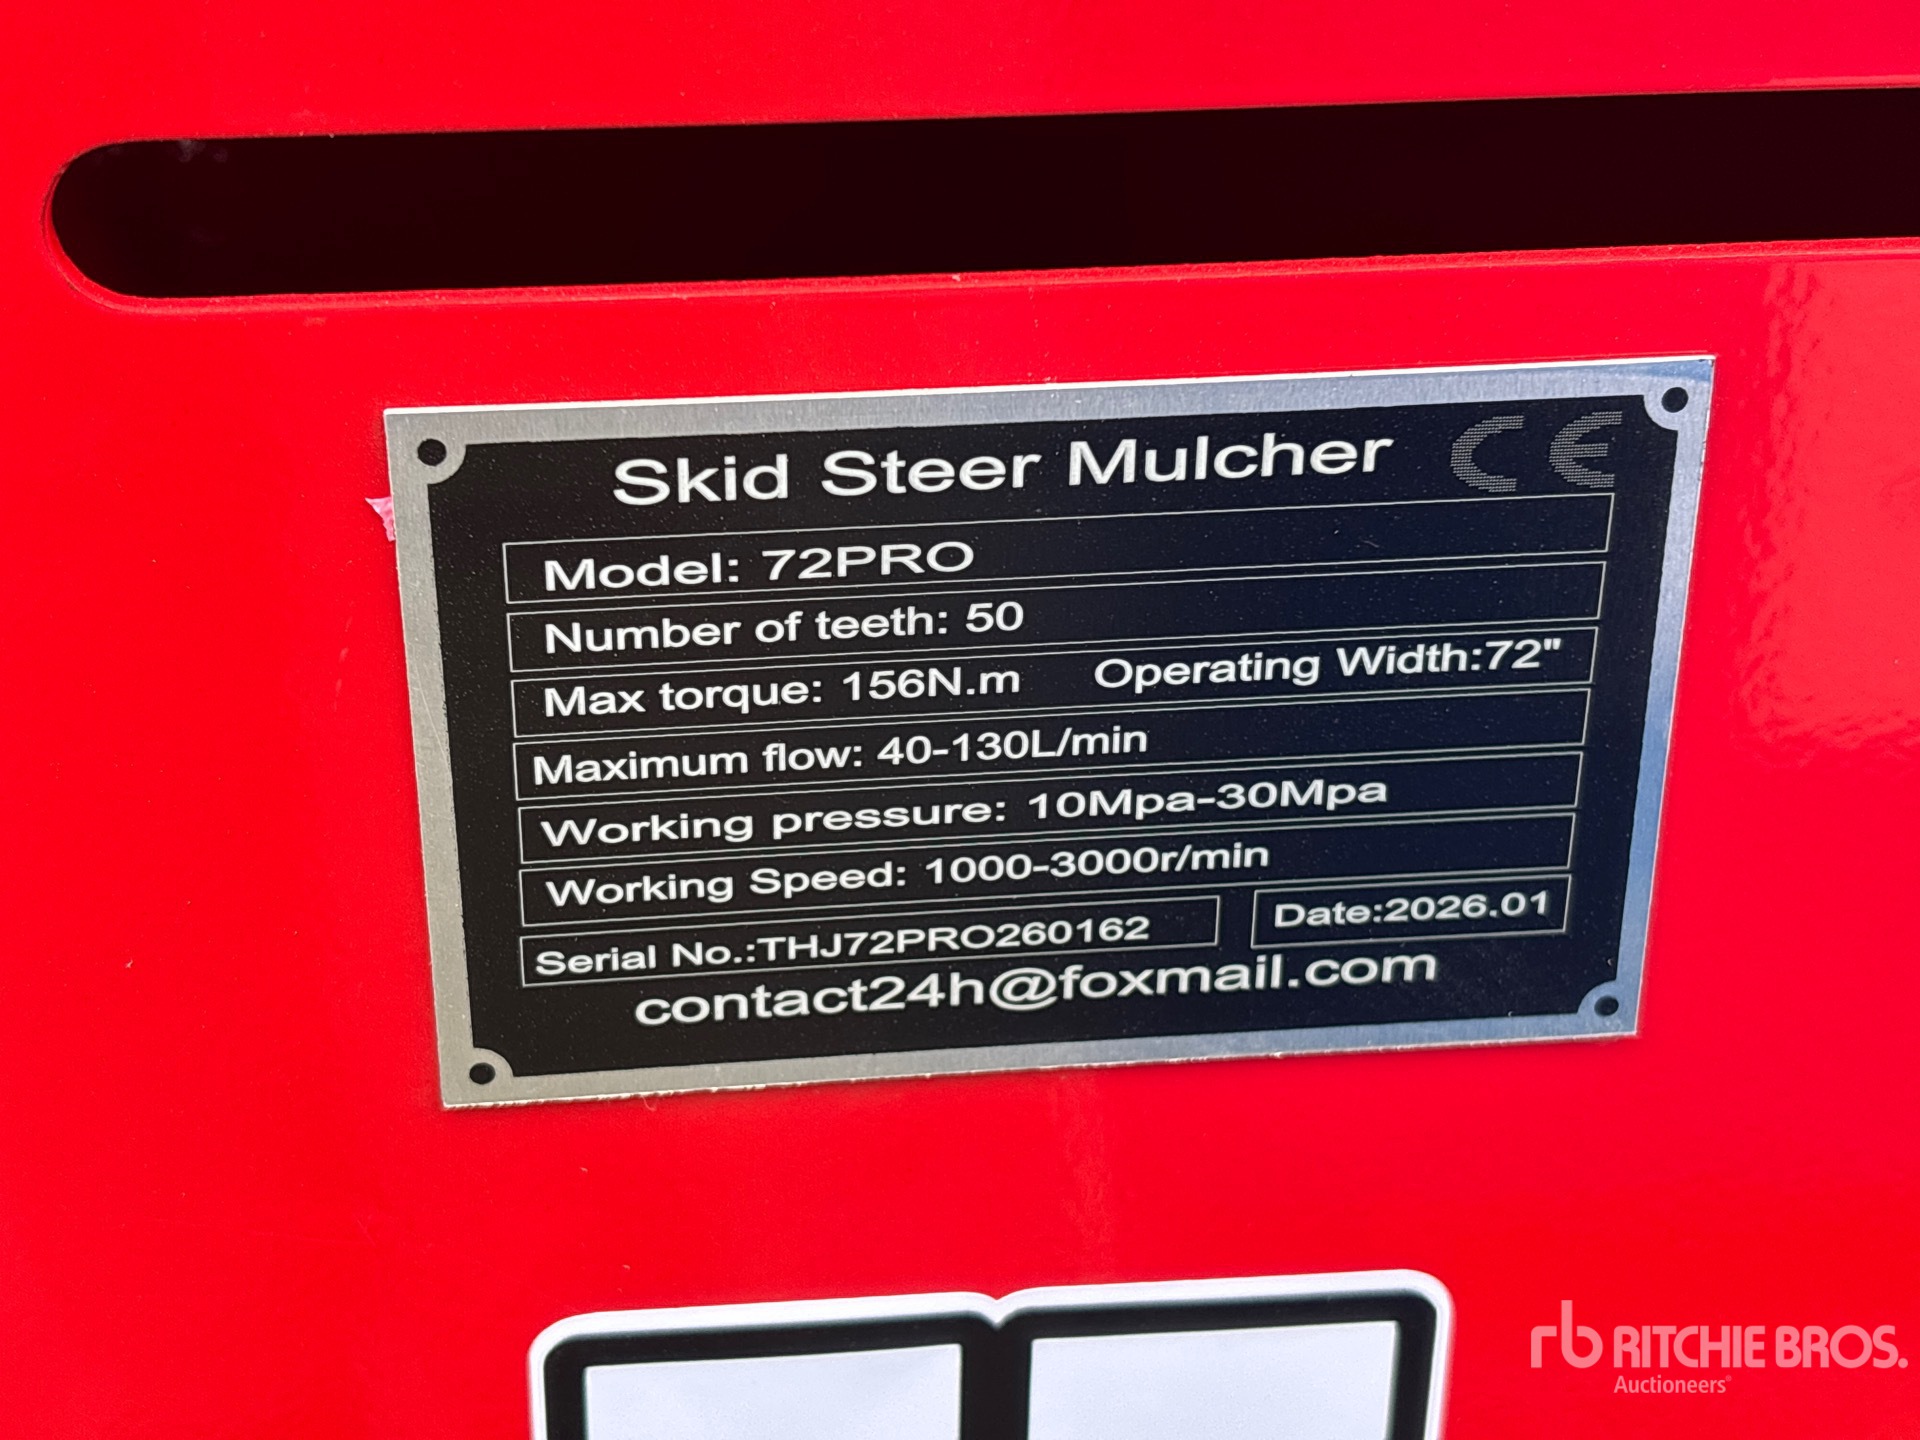 Skid Steer Mulcher CE
Model: 72PRO
Number of teeth: 50
Max torque: 156N.m Operating Width:72"
Maximum flow: 40-130L/min
Working pressure: 10Mpa-30Mpa
Working Speed: 1000-3000r/min
Serial No.:THJ72PRO260162 Date:2026.01
contact24h@foxmail.com
rb RITCHIE BROS.
Auctioneers